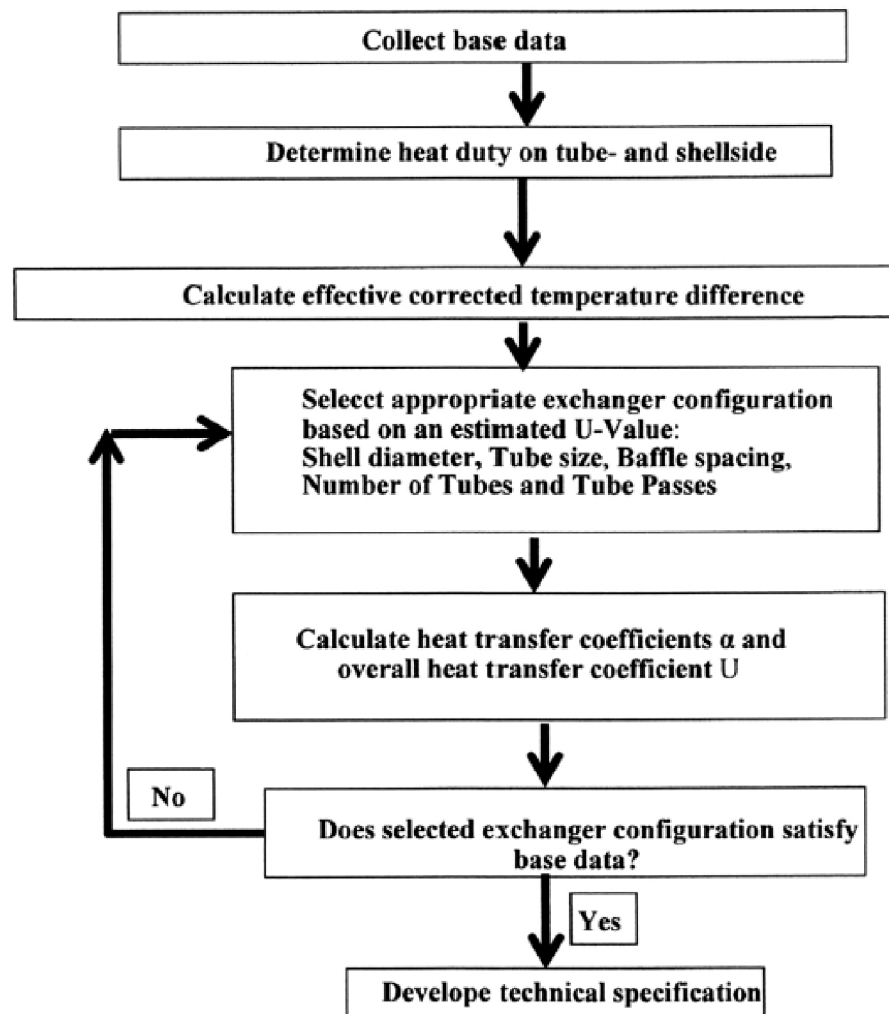 Collect base data
Determine heat duty on tube- and shellside
Calculate effective corrected temperature difference
Selecct appropriate exchanger configuration
based on an estimated U-Value:
Shell diameter, Tube size, Baffle spacing,
Number of Tubes and Tube Passes
Calculate heat transfer coefficients α and
overall heat transfer coefficient U
No
Does selected exchanger configuration satisfy
base data?
Yes
Develope technical specification